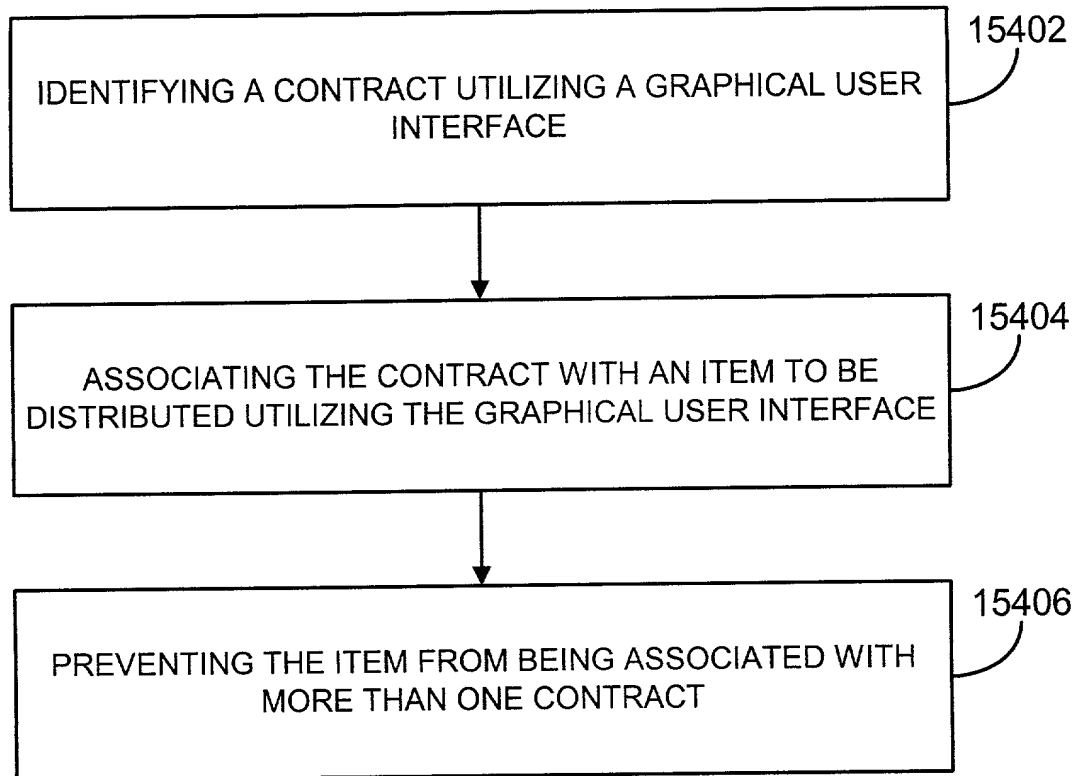 15402
IDENTIFYING A CONTRACT UTILIZING A GRAPHICAL USER
INTERFACE
15404
ASSOCIATING THE CONTRACT WITH AN ITEM TO BE
DISTRIBUTED UTILIZING THE GRAPHICAL USER INTERFACE
15406
PREVENTING THE ITEM FROM BEING ASSOCIATED WITH
MORE THAN ONE CONTRACT